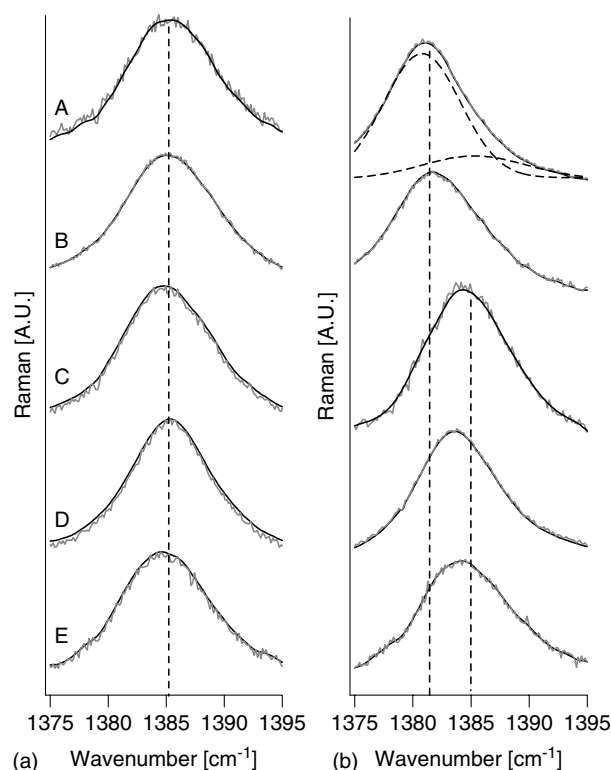 A
B
C
D
E
Raman [A.U.]
Raman [A.U.]
1375 1380 1385 1390 1395
1375 1380 1385 1390 1395
(a) Wavenumber [cm⁻¹]
(b) Wavenumber [cm⁻¹]